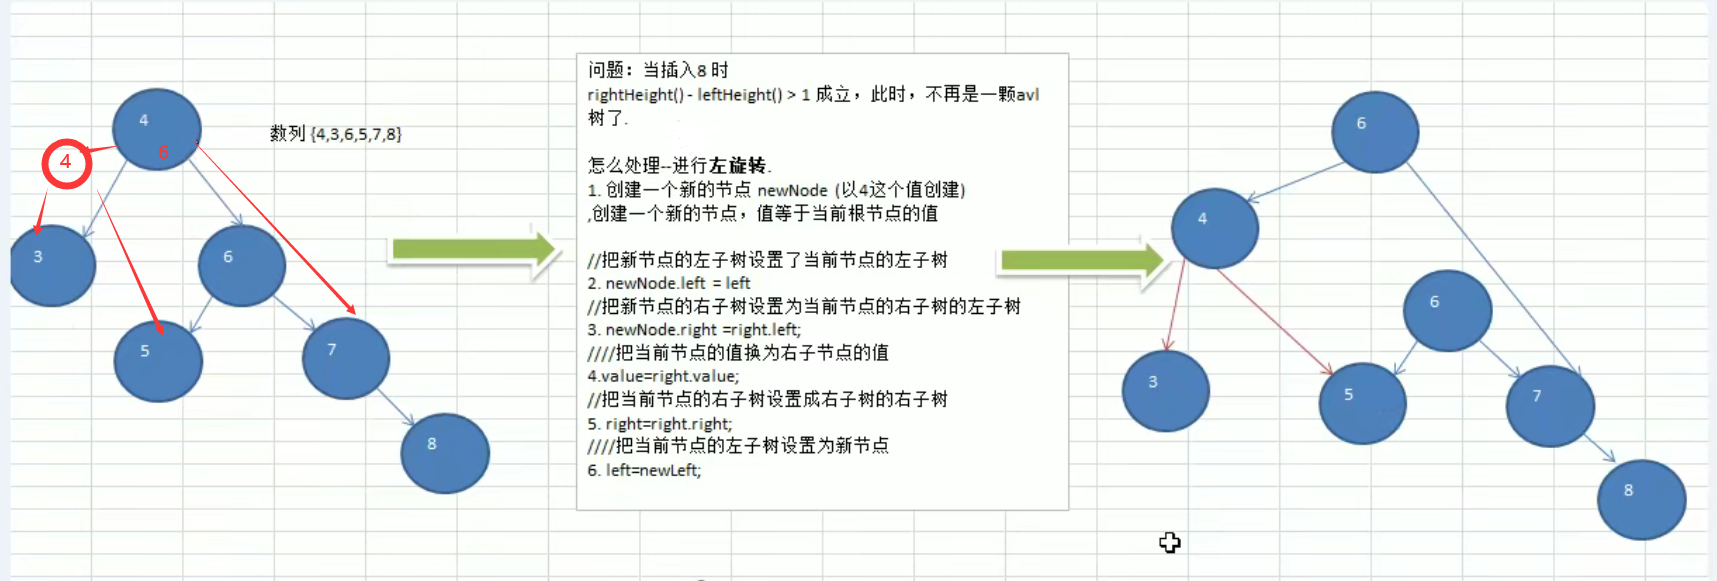 4
6
4
数列 {4,3,6,5,7,8}
3
6
5
7
8
问题：当插入8 时
rightHeight() - leftHeight() > 1 成立，此时，不再是一颗avl
树了.
怎么处理--进行左旋转.
1. 创建一个新的节点 newNode (以4这个值创建)
,创建一个新的节点，值等于当前根节点的值
//把新节点的左子树设置了当前节点的左子树
2. newNode.left = left
//把新节点的右子树设置为当前节点的右子树的左子树
3. newNode.right =right.left;
////把当前节点的值换为右子节点的值
4.value=right.value;
//把当前节点的右子树设置成右子树的右子树
5. right=right.right;
////把当前节点的左子树设置为新节点
6. left=newLeft;
6
4
6
3
5
7
8